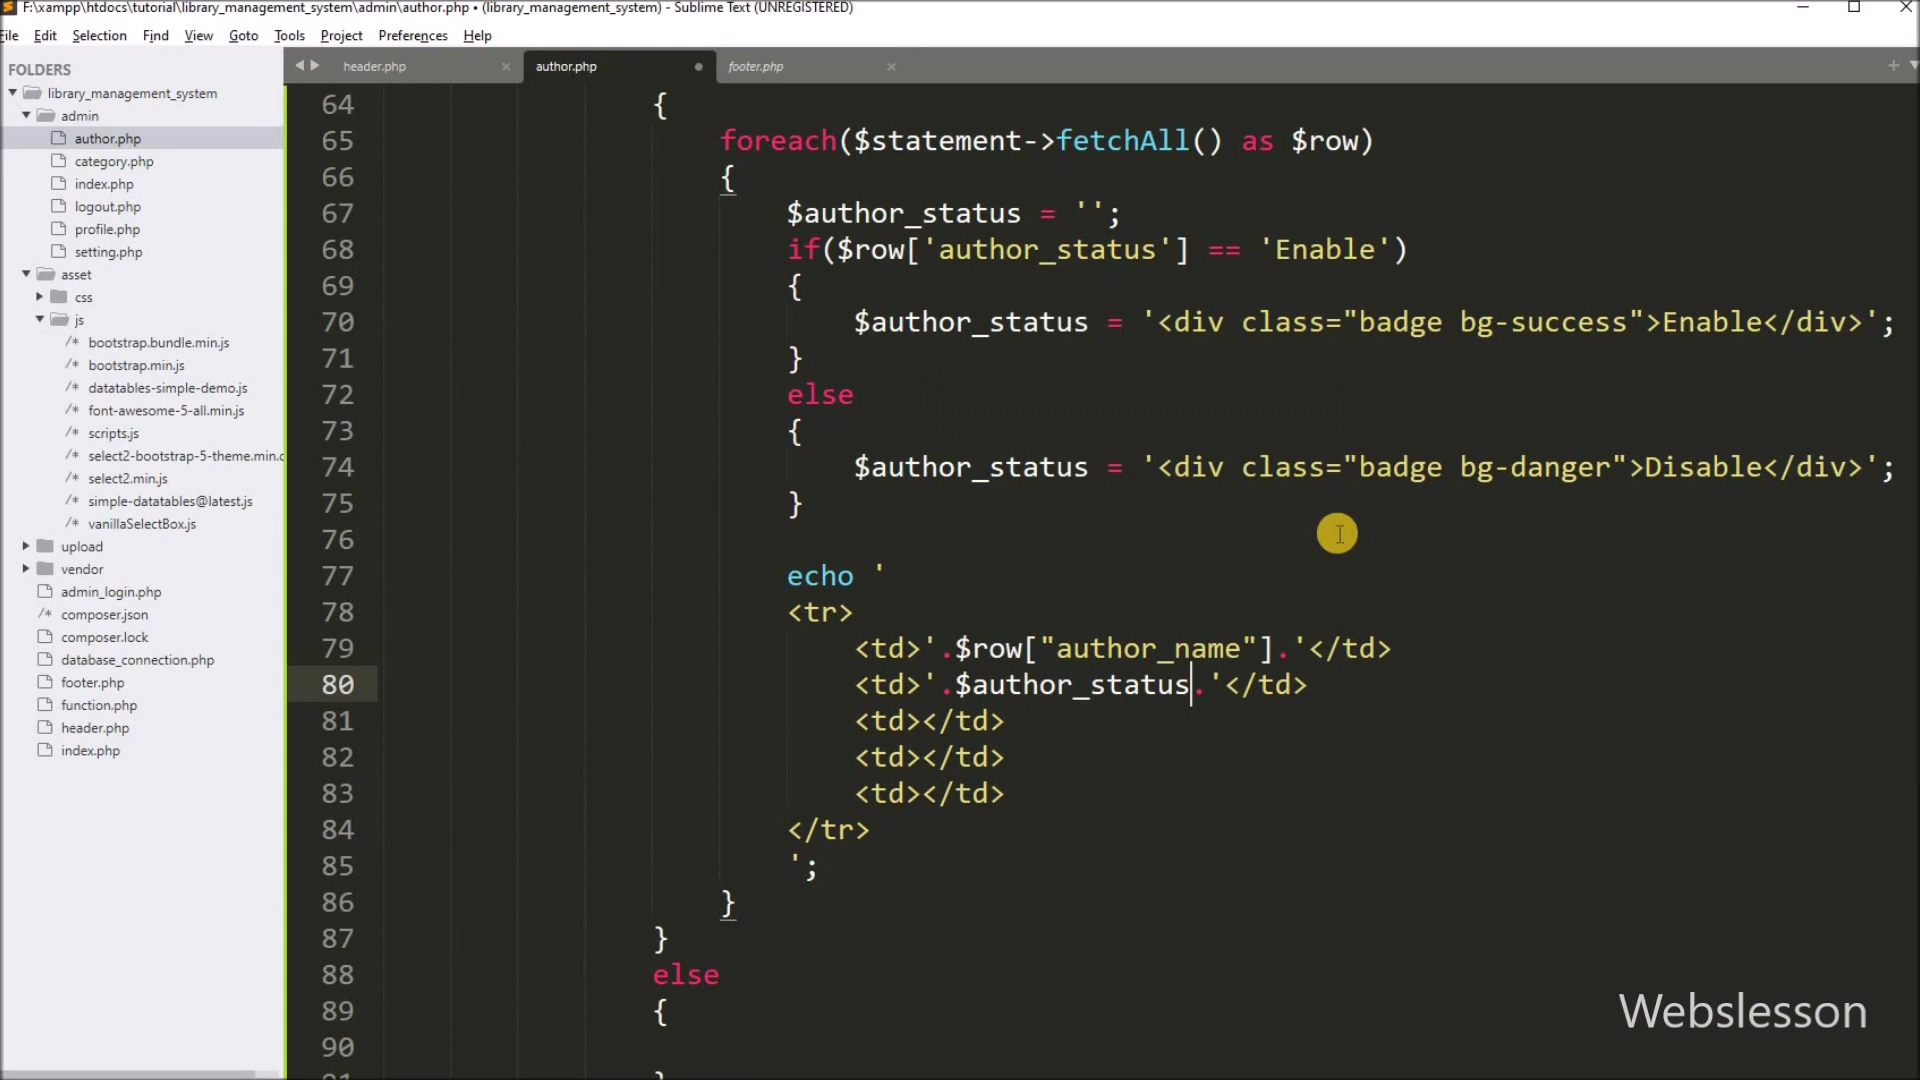 F:\xampp\htdocs\tutorial\library_management_system\admin\author.php • (library_management_system) - Sublime Text (UNREGISTERED)
ile Edit Selection Find View Goto Tools Project Preferences Help
FOLDERS
library_management_system
admin
author.php
category.php
index.php
logout.php
profile.php
setting.php
asset
css
js
/* bootstrap.bundle.min.js
/* bootstrap.min.js
/* datatables-simple-demo.js
/* font-awesome-5-all.min.js
/* scripts.js
/* select2-bootstrap-5-theme.min.c
/* select2.min.js
/* simple-datatables@latest.js
/* vanillaSelectBox.js
upload
vendor
admin_login.php
/* composer.json
composer.lock
database_connection.php
footer.php
function.php
header.php
index.php
header.php author.php footer.php
64 {
65 foreach($statement->fetchAll() as $row)
66 {
67 $author_status = '';
68 if($row['author_status'] == 'Enable')
69 {
70 $author_status = '<div class="badge bg-success">Enable</div>';
71 }
72 else
73 {
74 $author_status = '<div class="badge bg-danger">Disable</div>';
75 }
76
77 echo '
78 <tr>
79 <td>'.$row["author_name"].'</td>
80 <td>'.$author_status.'</td>
81 <td></td>
82 <td></td>
83 <td></td>
84 </tr>
85 ';
86 }
87 }
88 else
89 {
90
91 }
Webslesson